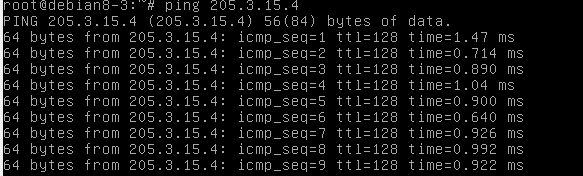 root@debian8-3:~# ping 205.3.15.4
PING 205.3.15.4 (205.3.15.4) 56(84) bytes of data.
64 bytes from 205.3.15.4: icmp_seq=1 ttl=128 time=1.47 ms
64 bytes from 205.3.15.4: icmp_seq=2 ttl=128 time=0.714 ms
64 bytes from 205.3.15.4: icmp_seq=3 ttl=128 time=0.890 ms
64 bytes from 205.3.15.4: icmp_seq=4 ttl=128 time=1.04 ms
64 bytes from 205.3.15.4: icmp_seq=5 ttl=128 time=0.900 ms
64 bytes from 205.3.15.4: icmp_seq=6 ttl=128 time=0.640 ms
64 bytes from 205.3.15.4: icmp_seq=7 ttl=128 time=0.926 ms
64 bytes from 205.3.15.4: icmp_seq=8 ttl=128 time=0.992 ms
64 bytes from 205.3.15.4: icmp_seq=9 ttl=128 time=0.922 ms